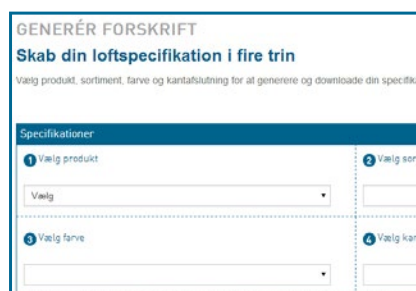 GENERÉR FORSKRIFT
Skab din loftspecifikation i fire trin
Vælg produkt, sortiment, farve og kantafslutning for at generere og downloade din specifik
Specifikationer
1 Vælg produkt
2 Vælg sor
Vælg
3 Vælg farve
4 Vælg kan